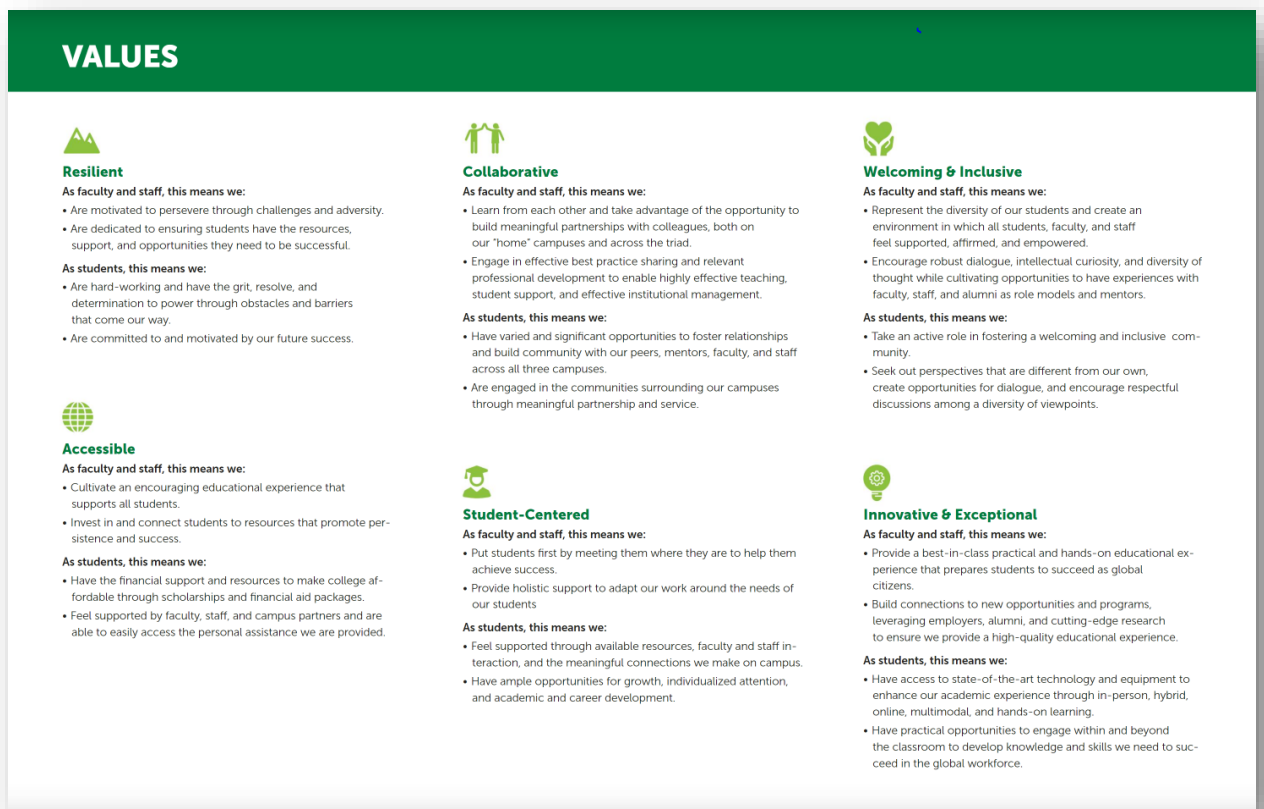 VALUES
Resilient
As faculty and staff, this means we:
• Are motivated to persevere through challenges and adversity.
• Are dedicated to ensuring students have the resources,
support, and opportunities they need to be successful.
As students, this means we:
• Are hard-working and have the grit, resolve, and
determination to power through obstacles and barriers
that come our way.
• Are committed to and motivated by our future success.
Accessible
As faculty and staff, this means we:
• Cultivate an encouraging educational experience that
supports all students.
• Invest in and connect students to resources that promote per-
sistence and success.
As students, this means we:
• Have the financial support and resources to make college af-
fordable through scholarships and financial aid packages.
• Feel supported by faculty, staff, and campus partners and are
able to easily access the personal assistance we are provided.
Collaborative
As faculty and staff, this means we:
• Learn from each other and take advantage of the opportunity to
build meaningful partnerships with colleagues, both on
our "home" campuses and across the triad.
• Engage in effective best practice sharing and relevant
professional development to enable highly effective teaching,
student support, and effective institutional management.
As students, this means we:
• Have varied and significant opportunities to foster relationships
and build community with our peers, mentors, faculty, and staff
across all three campuses.
• Are engaged in the communities surrounding our campuses
through meaningful partnership and service.
Student-Centered
As faculty and staff, this means we:
• Put students first by meeting them where they are to help them
achieve success.
• Provide holistic support to adapt our work around the needs of
our students
As students, this means we:
• Feel supported through available resources, faculty and staff in-
teraction, and the meaningful connections we make on campus.
• Have ample opportunities for growth, individualized attention,
and academic and career development.
Welcoming & Inclusive
As faculty and staff, this means we:
• Represent the diversity of our students and create an
environment in which all students, faculty, and staff
feel supported, affirmed, and empowered.
• Encourage robust dialogue, intellectual curiosity, and diversity of
thought while cultivating opportunities to have experiences with
faculty, staff, and alumni as role models and mentors.
As students, this means we:
• Take an active role in fostering a welcoming and inclusive com-
munity.
• Seek out perspectives that are different from our own,
create opportunities for dialogue, and encourage respectful
discussions among a diversity of viewpoints.
Innovative & Exceptional
As faculty and staff, this means we:
• Provide a best-in-class practical and hands-on educational ex-
perience that prepares students to succeed as global
citizens.
• Build connections to new opportunities and programs,
leveraging employers, alumni, and cutting-edge research
to ensure we provide a high-quality educational experience.
As students, this means we:
• Have access to state-of-the-art technology and equipment to
enhance our academic experience through in-person, hybrid,
online, multimodal, and hands-on learning.
• Have practical opportunities to engage within and beyond
the classroom to develop knowledge and skills we need to suc-
ceed in the global workforce.